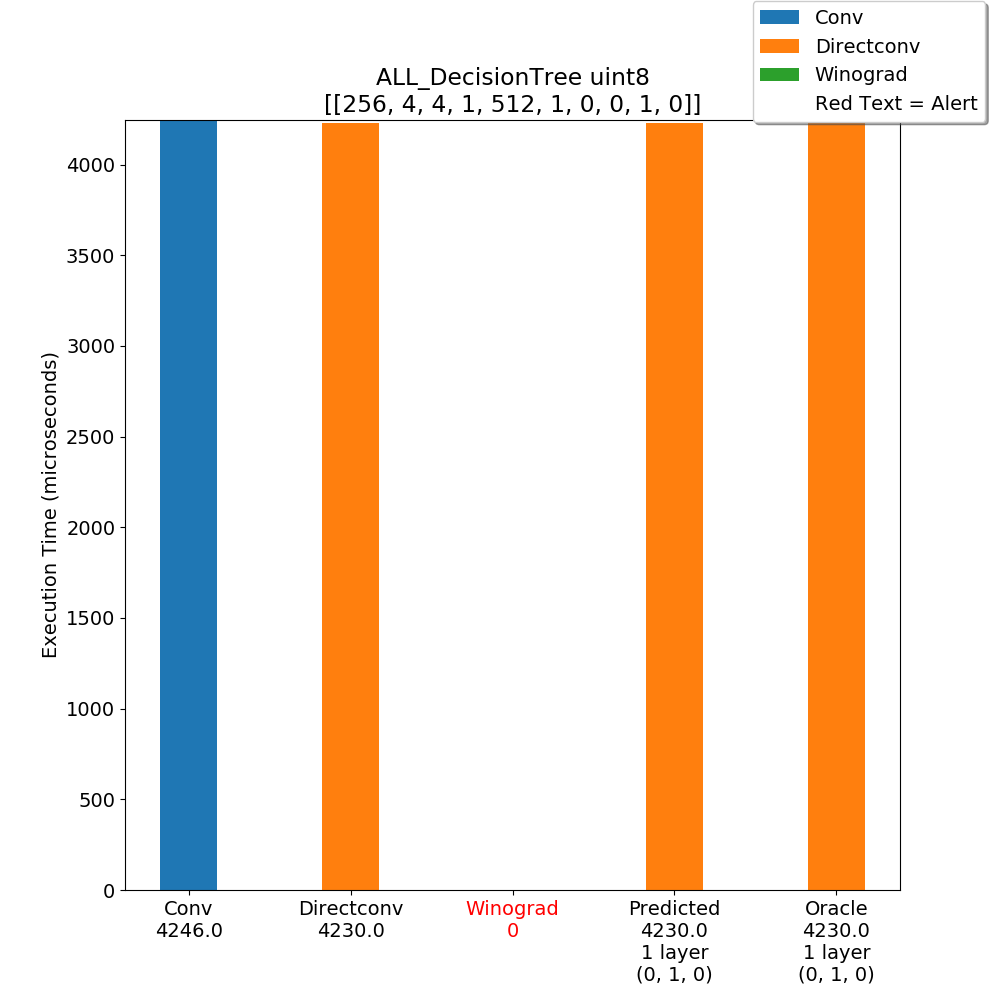 Conv
Directconv
Winograd
Red Text = Alert
ALL_DecisionTree uint8
[[256, 4, 4, 1, 512, 1, 0, 0, 1, 0]]
Execution Time (microseconds)
4000
3500
3000
2500
2000
1500
1000
500
0
Conv
4246.0
Directconv
4230.0
Winograd
0
Predicted
4230.0
1 layer
(0, 1, 0)
Oracle
4230.0
1 layer
(0, 1, 0)